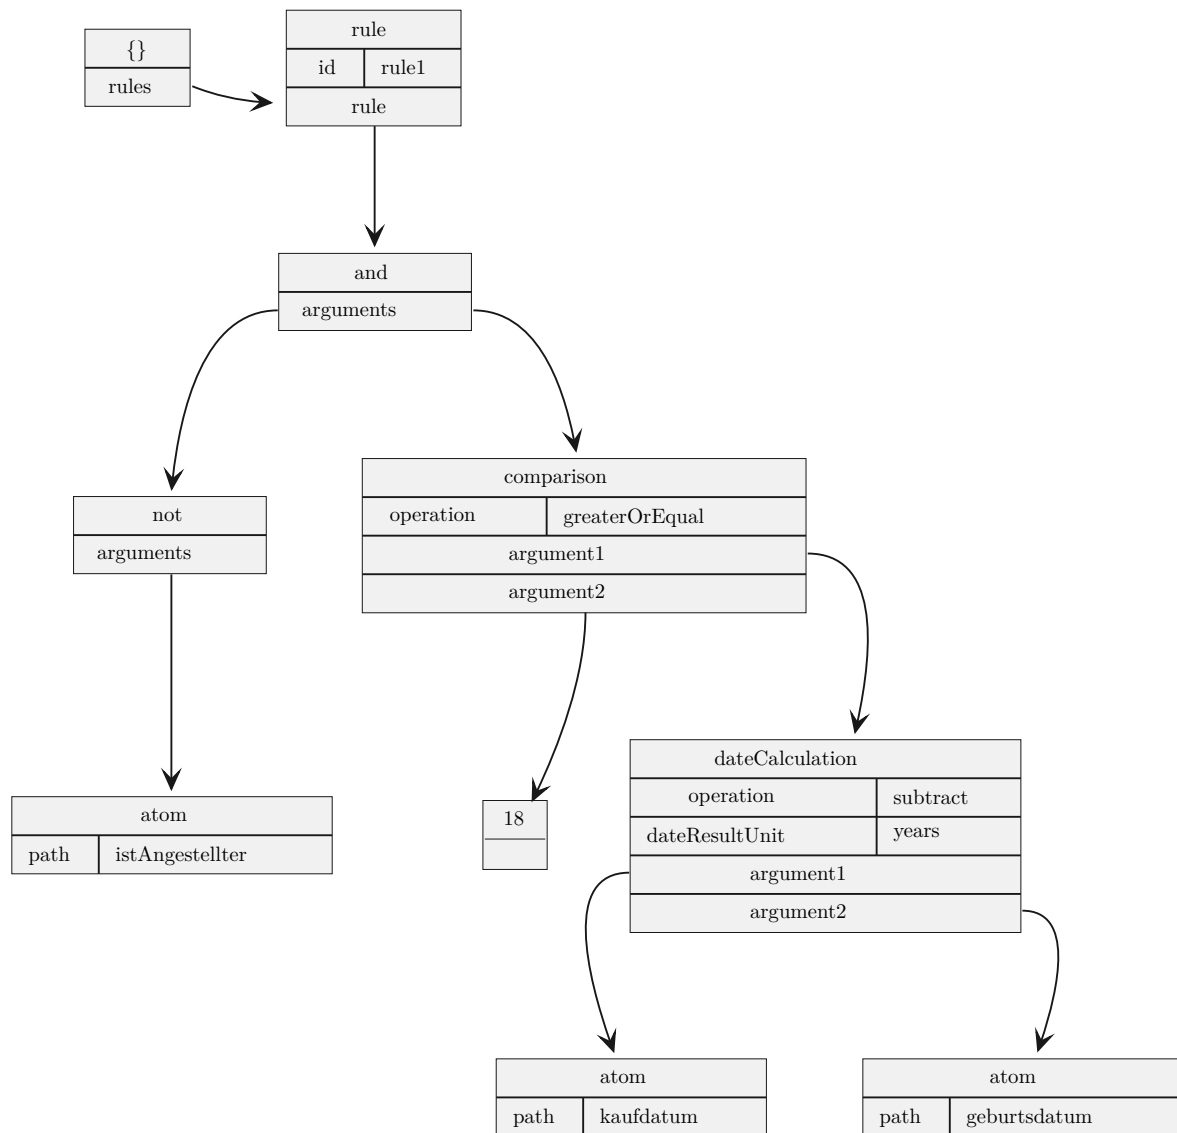 {}
rules
rule
id rule1
rule
and
arguments
not
arguments
comparison
operation greaterOrEqual
argument1
argument2
atom
path istAngestellter
18
dateCalculation
operation subtract
dateResultUnit years
argument1
argument2
atom
path kaufdatum
atom
path geburtsdatum